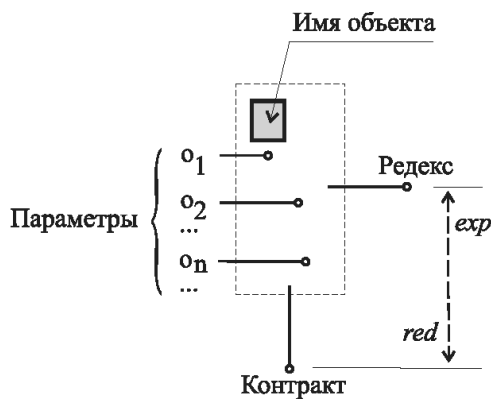 Имя объекта
o1
Редекс
Параметры
o2
...
exp
on
...
red
Контракт